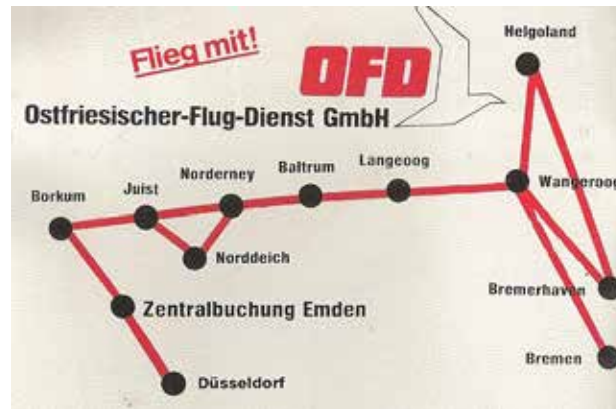 Flieg mit!
OFD
Ostfriesischer-Flug-Dienst GmbH
Helgoland
Borkum
Juist
Norderney
Baltrum
Langeoog
Wangeroog
Norddeich
Bremerhaven
Zentralbuchung Emden
Bremen
Düsseldorf